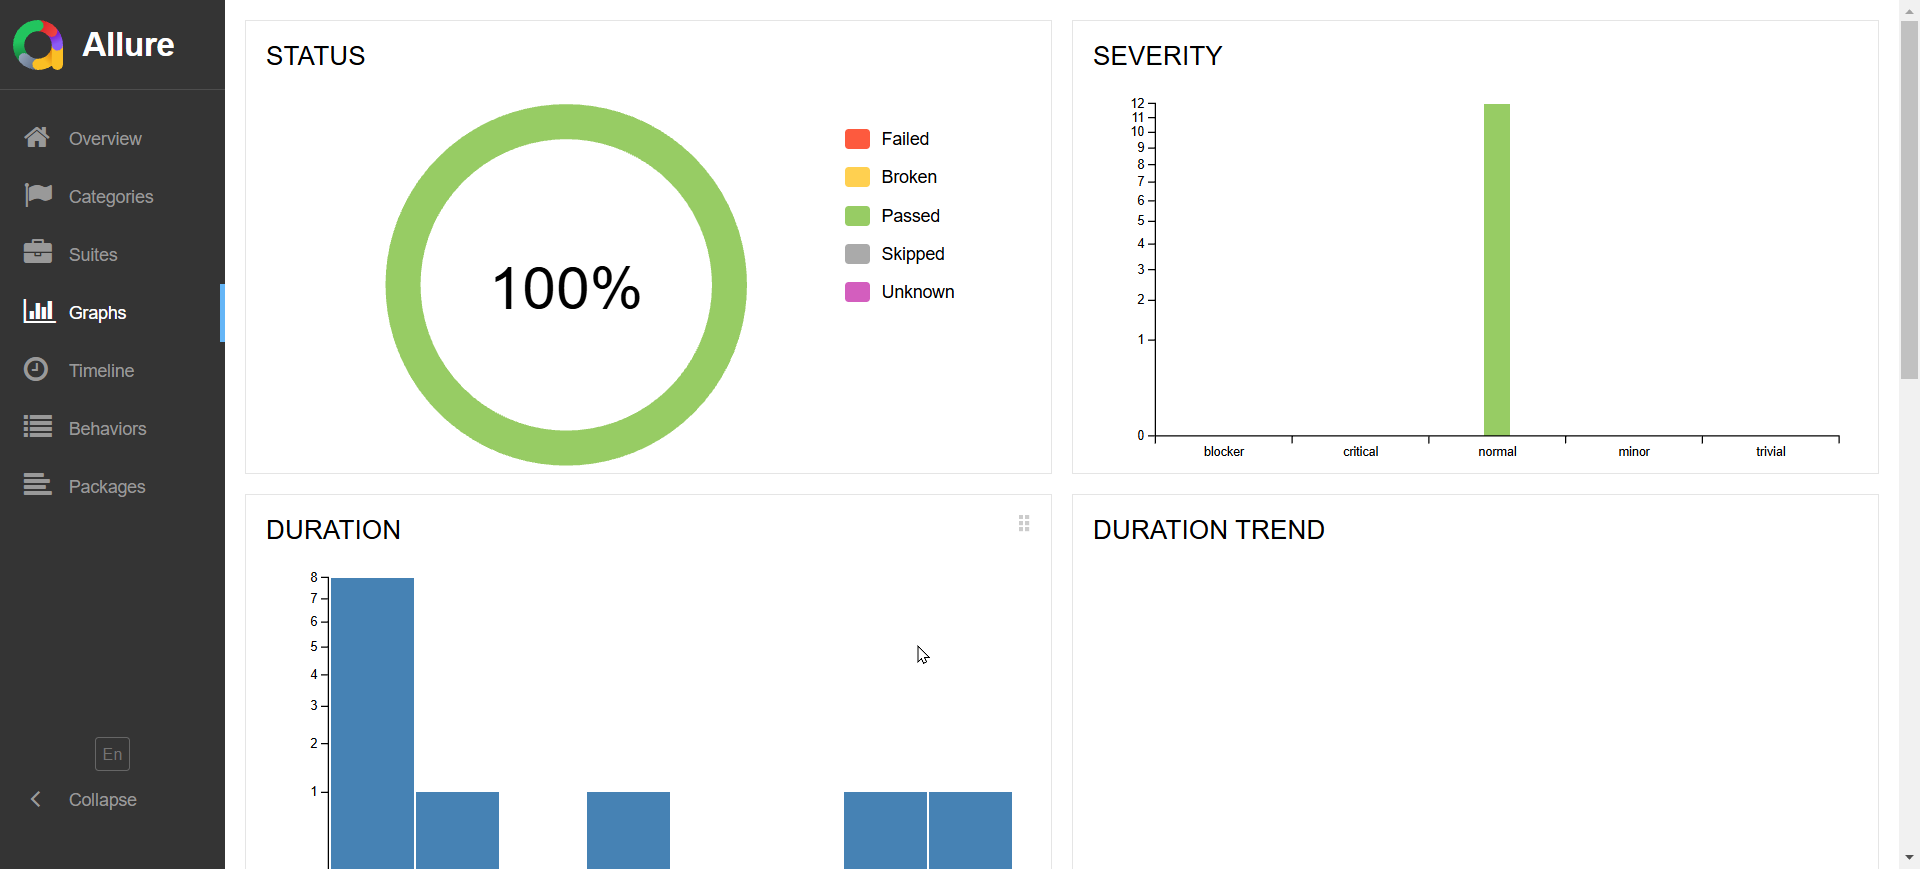 Allure
Overview
Categories
Suites
Graphs
Timeline
Behaviors
Packages
En
Collapse
STATUS
100%
Failed
Broken
Passed
Skipped
Unknown
SEVERITY
12
11
10
9
8
7
6
5
4
3
2
1
0
blocker critical normal minor trivial
DURATION
8
7
6
5
4
3
2
1
DURATION TREND